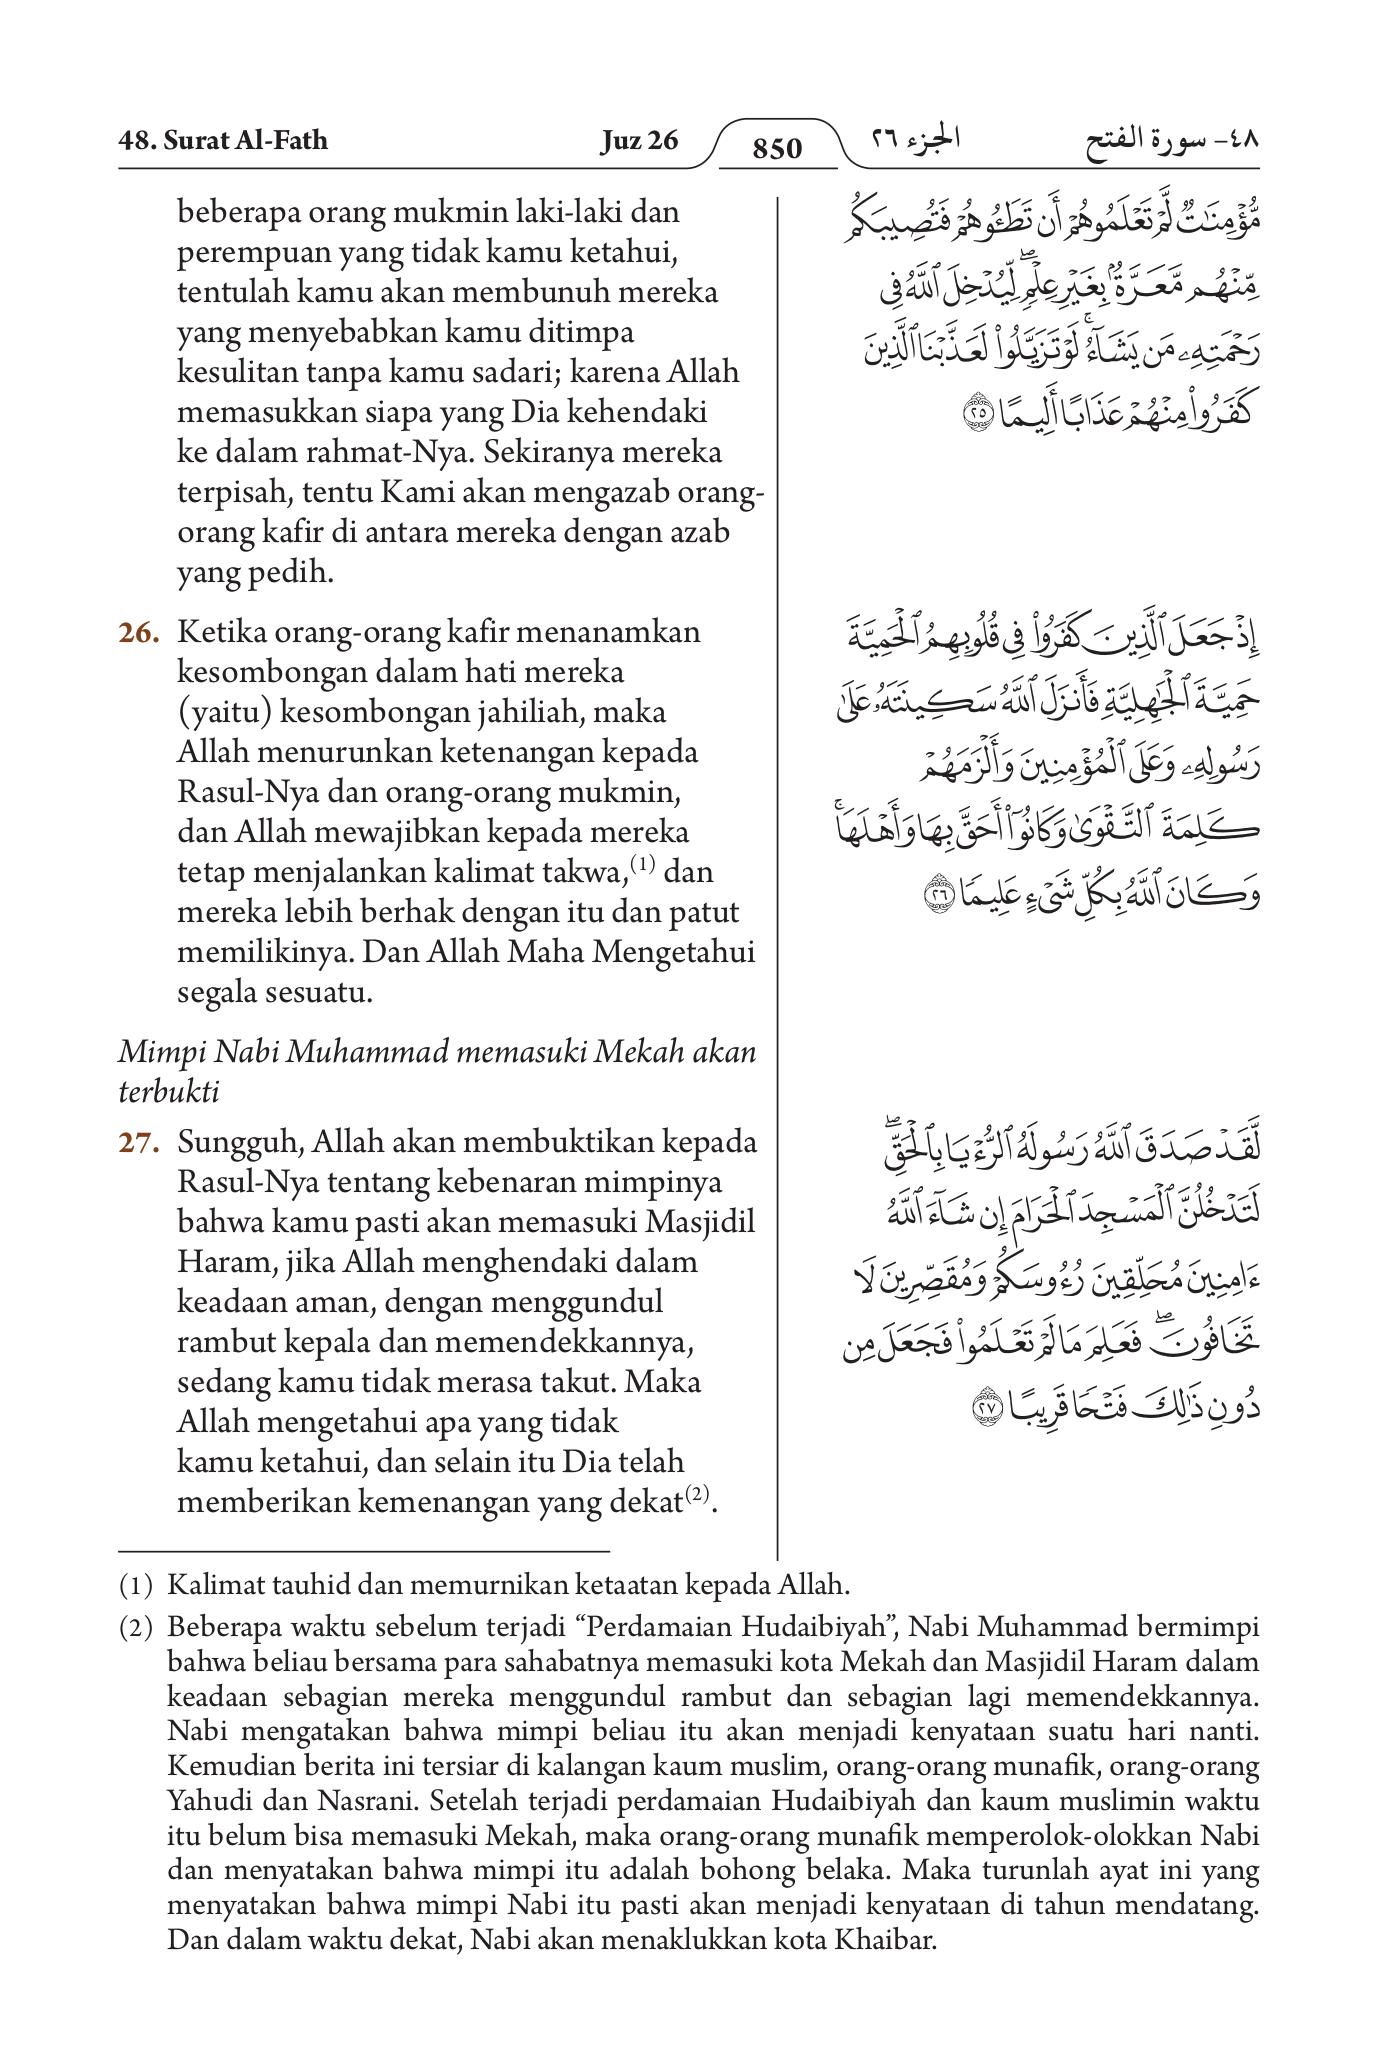 48. Surat Al-Fath
Juz 26
850
الجزء ٢٦
٤٨- سورة الفتح
beberapa orang mukmin laki-laki dan
perempuan yang tidak kamu ketahui,
tentulah kamu akan membunuh mereka
yang menyebabkan kamu ditimpa
kesulitan tanpa kamu sadari; karena Allah
memasukkan siapa yang Dia kehendaki
ke dalam rahmat-Nya. Sekiranya mereka
terpisah, tentu Kami akan mengazab orang-
orang kafir di antara mereka dengan azab
yang pedih.
مُّؤْمِنَٰتٌ لَّمْ تَعْلَمُوهُمْ أَن تَطَـُٔوهُمْ فَتُصِيبَكُم
مِّنْهُم مَّعَرَّةٌۢ بِغَيْرِ عِلْمٍۖ لِّيُدْخِلَ ٱللَّهُ فِى
رَحْمَتِهِۦ مَن يَشَآءُۚ لَوْ تَزَيَّلُوا۟ لَعَذَّبْنَا ٱلَّذِينَ
كَفَرُوا۟ مِنْهُمْ عَذَابًا أَلِيمًا ٢٥
26. Ketika orang-orang kafir menanamkan
kesombongan dalam hati mereka
(yaitu) kesombongan jahiliah, maka
Allah menurunkan ketenangan kepada
Rasul-Nya dan orang-orang mukmin,
dan Allah mewajibkan kepada mereka
tetap menjalankan kalimat takwa,(1) dan
mereka lebih berhak dengan itu dan patut
memilikinya. Dan Allah Maha Mengetahui
segala sesuatu.
إِذْ جَعَلَ ٱلَّذِينَ كَفَرُوا۟ فِى قُلُوبِهِمُ ٱلْحَمِيَّةَ
حَمِيَّةَ ٱلْجَٰهِلِيَّةِ فَأَنزَلَ ٱللَّهُ سَكِينَتَهُۥ عَلَىٰ
رَسُولِهِۦ وَعَلَى ٱلْمُؤْمِنِينَ وَأَلْزَمَهُمْ
كَلِمَةَ ٱلتَّقْوَىٰ وَكَانُوٓا۟ أَحَقَّ بِهَا وَأَهْلَهَاۚ
وَكَانَ ٱللَّهُ بِكُلِّ شَىْءٍ عَلِيمًا ٢٦
Mimpi Nabi Muhammad memasuki Mekah akan
terbukti
27. Sungguh, Allah akan membuktikan kepada
Rasul-Nya tentang kebenaran mimpinya
bahwa kamu pasti akan memasuki Masjidil
Haram, jika Allah menghendaki dalam
keadaan aman, dengan menggundul
rambut kepala dan memendekkannya,
sedang kamu tidak merasa takut. Maka
Allah mengetahui apa yang tidak
kamu ketahui, dan selain itu Dia telah
memberikan kemenangan yang dekat(2).
لَّقَدْ صَدَقَ ٱللَّهُ رَسُولَهُ ٱلرُّءْيَا بِٱلْحَقِّۖ
لَتَدْخُلُنَّ ٱلْمَسْجِدَ ٱلْحَرَامَ إِن شَآءَ ٱللَّهُ
ءَامِنِينَ مُحَلِّقِينَ رُءُوسَكُمْ وَمُقَصِّرِينَ لَا
تَخَافُونَۖ فَعَلِمَ مَا لَمْ تَعْلَمُوا۟ فَجَعَلَ مِن
دُونِ ذَٰلِكَ فَتْحًا قَرِيبًا ٢٧
(1) Kalimat tauhid dan memurnikan ketaatan kepada Allah.
(2) Beberapa waktu sebelum terjadi “Perdamaian Hudaibiyah”, Nabi Muhammad bermimpi
bahwa beliau bersama para sahabatnya memasuki kota Mekah dan Masjidil Haram dalam
keadaan sebagian mereka menggundul rambut dan sebagian lagi memendekkannya.
Nabi mengatakan bahwa mimpi beliau itu akan menjadi kenyataan suatu hari nanti.
Kemudian berita ini tersiar di kalangan kaum muslim, orang-orang munafik, orang-orang
Yahudi dan Nasrani. Setelah terjadi perdamaian Hudaibiyah dan kaum muslimin waktu
itu belum bisa memasuki Mekah, maka orang-orang munafik memperolok-olokkan Nabi
dan menyatakan bahwa mimpi itu adalah bohong belaka. Maka turunlah ayat ini yang
menyatakan bahwa mimpi Nabi itu pasti akan menjadi kenyataan di tahun mendatang.
Dan dalam waktu dekat, Nabi akan menaklukkan kota Khaibar.